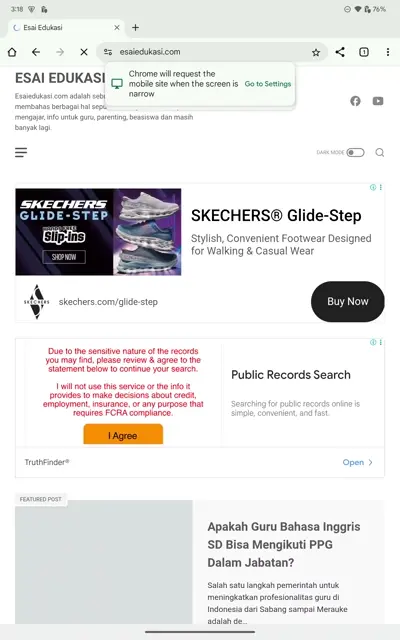 3:18
76%
Esai Edukasi
esaiedukasi.com
1
Chrome will request the
mobile site when the screen is
narrow
Go to Settings
ESAI EDUKASI
Esaiedukasi.com adalah
membahas berbagai hal
mengajar, info untuk guru, parenting, beasiswa dan masih
banyak lagi.
DARK MODE
SKECHERS
GLIDE-STEP
HANDS FREE
Slip-ins
SHOP NOW
SKECHERS® Glide-Step
Stylish, Convenient Footwear Designed
for Walking & Casual Wear
SKECHERS
skechers.com/glide-step
Buy Now
Due to the sensitive nature of the records
you may find, please review & agree to the
statement below to continue your search.
I will not use this service or the info it
provides to make decisions about credit,
employment, insurance, or any purpose that
requires FCRA compliance.
I Agree
Public Records Search
Searching for public records online is
simple, convenient, and fast.
TruthFinder®
Open
FEATURED POST
Apakah Guru Bahasa Inggris
SD Bisa Mengikuti PPG
Dalam Jabatan?
Salah satu langkah pemerintah untuk
meningkatkan profesionalitas guru di
Indonesia dari Sabang sampai Merauke
adalah de…